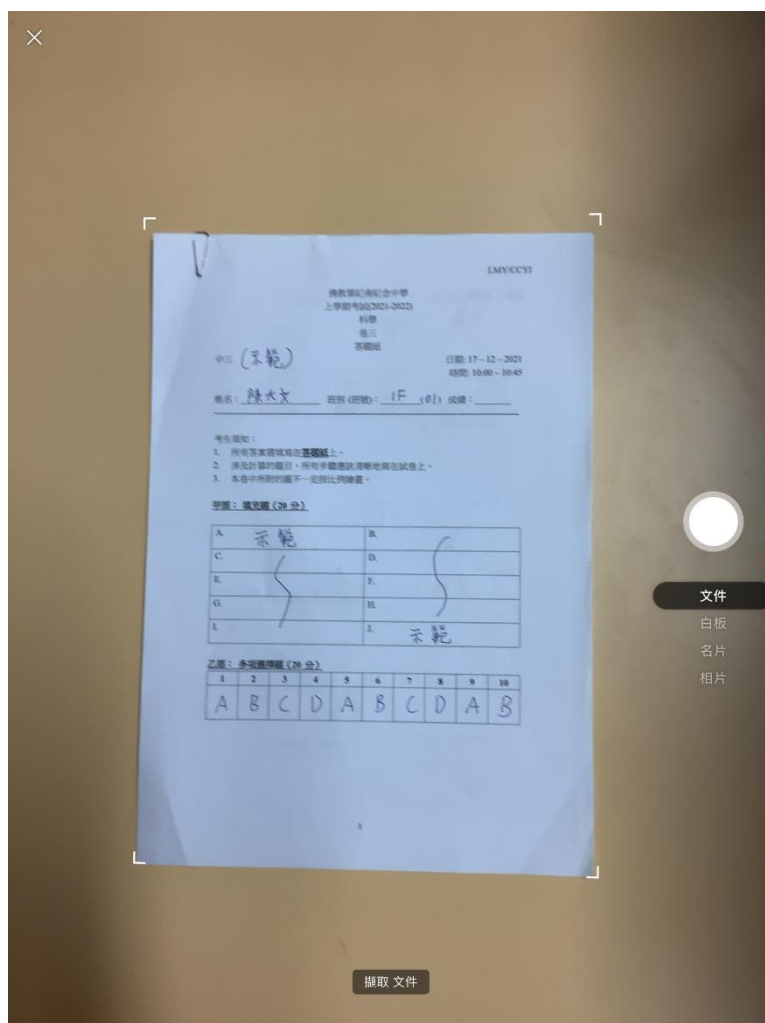 LMY/CCYI
佛教葉紀南紀念中學
上學期考試(2021-2022)
科學
卷三
答題紙
中三 (示範)
日期: 17 – 12 – 2021
時間: 10:00 – 10:45
姓名: 陳大文 班別 (班號): 1F (01) 成績:
考生須知:
1. 所有答案需填寫在答題紙上。
2. 涉及計算的題目,所有步驟應該清晰地寫在試卷上。
3. 本卷中所附的圖不一定按比例繪畫。
甲部: 填充題 (20 分)
A. 示範 B.
C. D.
E. F.
G. H.
I. J. 示範
乙部: 多項選擇題 (20 分)
1 2 3 4 5 6 7 8 9 10
A B C D A B C D A B
1
文件
白板
名片
相片
擷取 文件